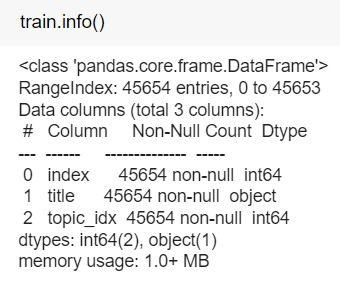 train.info()
<class 'pandas.core.frame.DataFrame'>
RangeIndex: 45654 entries, 0 to 45653
Data columns (total 3 columns):
 #   Column     Non-Null Count  Dtype
---  ------     --------------  -----
 0   index      45654 non-null  int64
 1   title      45654 non-null  object
 2   topic_idx  45654 non-null  int64
dtypes: int64(2), object(1)
memory usage: 1.0+ MB